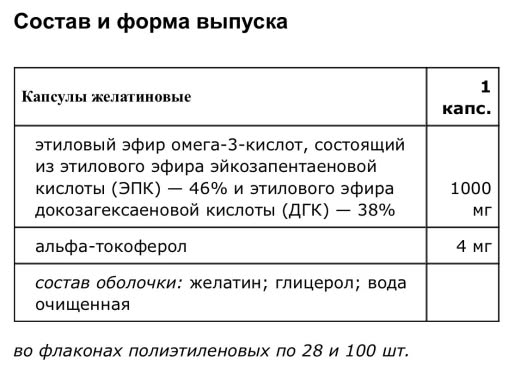 Состав и форма выпуска
Капсулы желатиновые
1
капс.
этиловый эфир омега-3-кислот, состоящий
из этилового эфира эйкозапентаеновой
кислоты (ЭПК) — 46% и этилового эфира
докозагексаеновой кислоты (ДГК) — 38%
1000
мг
альфа-токоферол
4 мг
состав оболочки: желатин; глицерол; вода
очищенная
во флаконах полиэтиленовых по 28 и 100 шт.